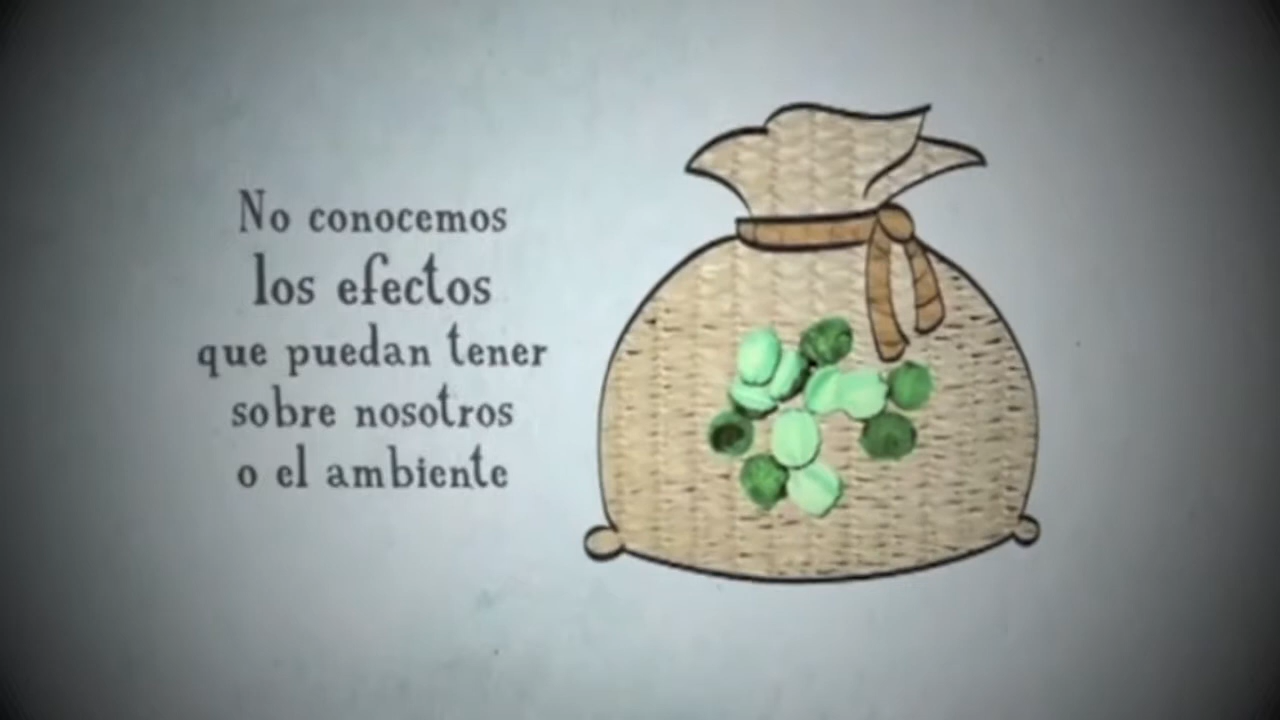 No conocemos
los efectos
que puedan tener
sobre nosotros
o el ambiente